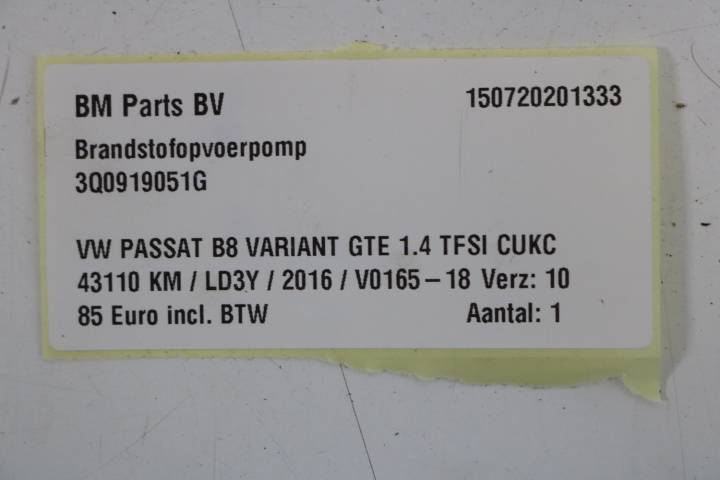 BM Parts BV 150720201333
Brandstofopvoerpomp
3Q0919051G
VW PASSAT B8 VARIANT GTE 1.4 TFSI CUKC
43110 KM / LD3Y / 2016 / V0165-18 Verz: 10
85 Euro incl. BTW Aantal: 1